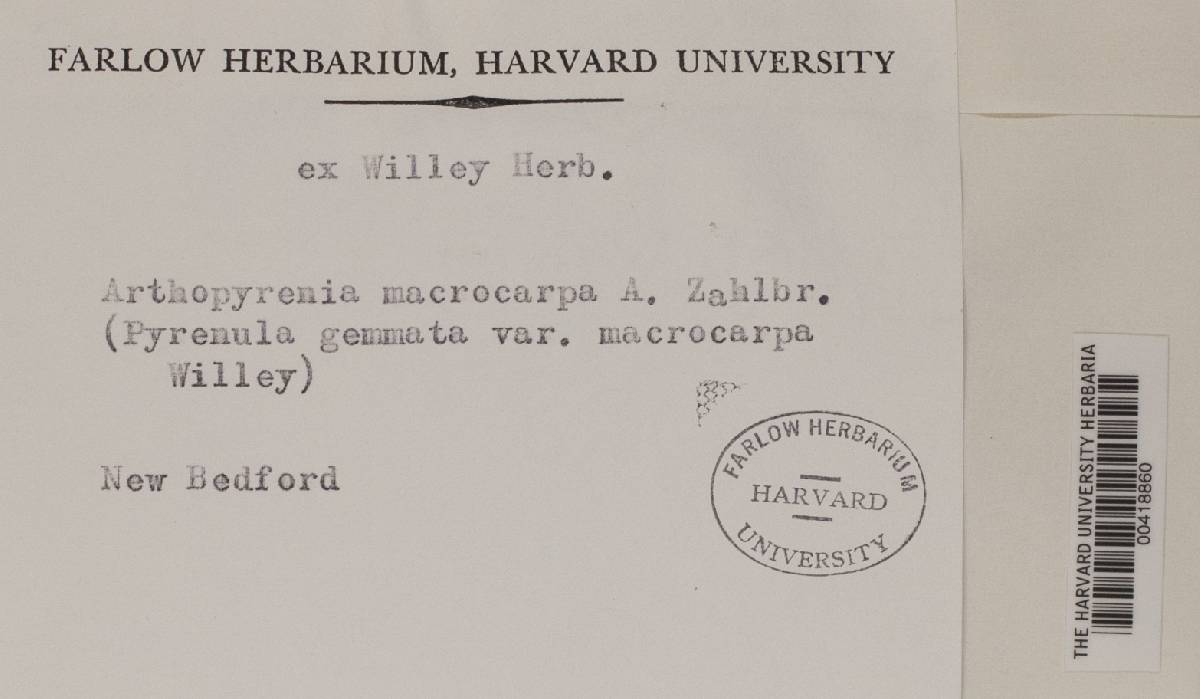 FARLOW HERBARIUM, HARVARD UNIVERSITY
ex Willey Herb.
Arthopyrenia macrocarpa A. Zahlbr.
(Pyrenula gemmata var. macrocarpa
Willey)
New Bedford
FARLOW HERBARIUM
HARVARD
UNIVERSITY
THE HARVARD UNIVERSITY HERBARIA
00418860